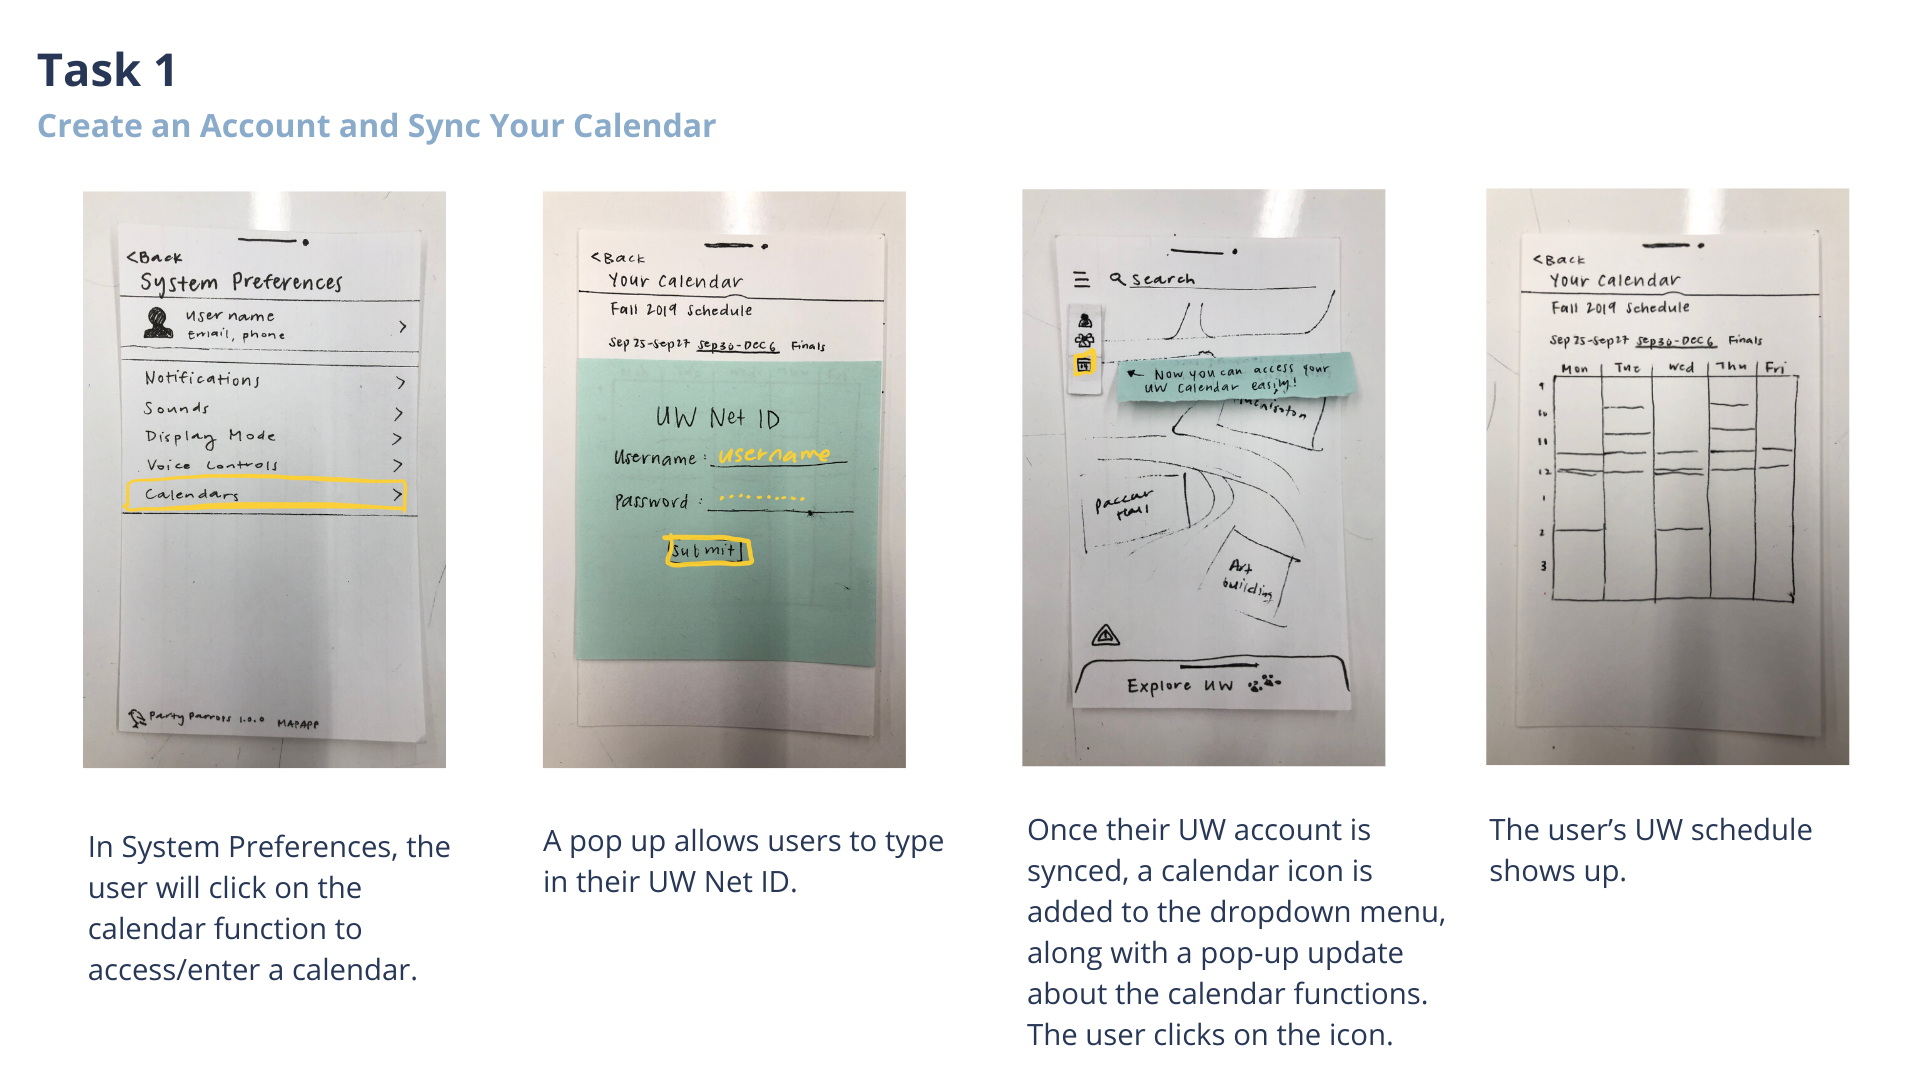 Task 1
Create an Account and Sync Your Calendar
<Back
System Preferences
user name
Email, phone
Notifications
Sounds
Display Mode
Voice Controls
Calendars
Party Parrots 1.0.0 MAPAPP
In System Preferences, the
user will click on the
calendar function to
access/enter a calendar.
<Back
Your Calendar
Fall 2019 Schedule
Sep 25-Sep27 Sep30-DEC6 Finals
UW Net ID
Username: username
Password:
Submit
A pop up allows users to type
in their UW Net ID.
Search
Now you can access your
UW Calendar easily!
Paccar
Hall
Art
building
Explore UW
Once their UW account is
synced, a calendar icon is
added to the dropdown menu,
along with a pop-up update
about the calendar functions.
The user clicks on the icon.
<Back
Your Calendar
Fall 2019 Schedule
Sep 25-Sep27 Sep30-DEC6 Finals
Mon Tue Wed Thu Fri
9
10
11
12
1
2
3
The user’s UW schedule
shows up.